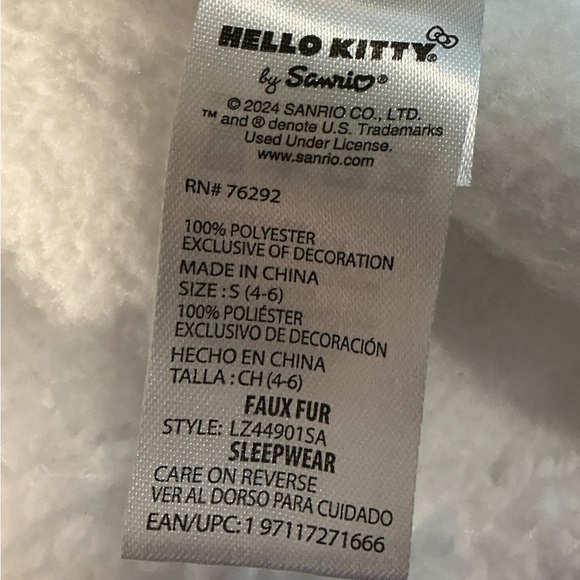 HELLO KITTY®
by Sanrio®
© 2024 SANRIO CO., LTD.
™ and ® denote U.S. Trademarks
Used Under License.
www.sanrio.com
RN# 76292
100% POLYESTER
EXCLUSIVE OF DECORATION
MADE IN CHINA
SIZE : S (4-6)
100% POLIÉSTER
EXCLUSIVO DE DECORACIÓN
HECHO EN CHINA
TALLA : CH (4-6)
FAUX FUR
STYLE: LZ44901SA
SLEEPWEAR
CARE ON REVERSE
VER AL DORSO PARA CUIDADO
EAN/UPC: 1 97117271666